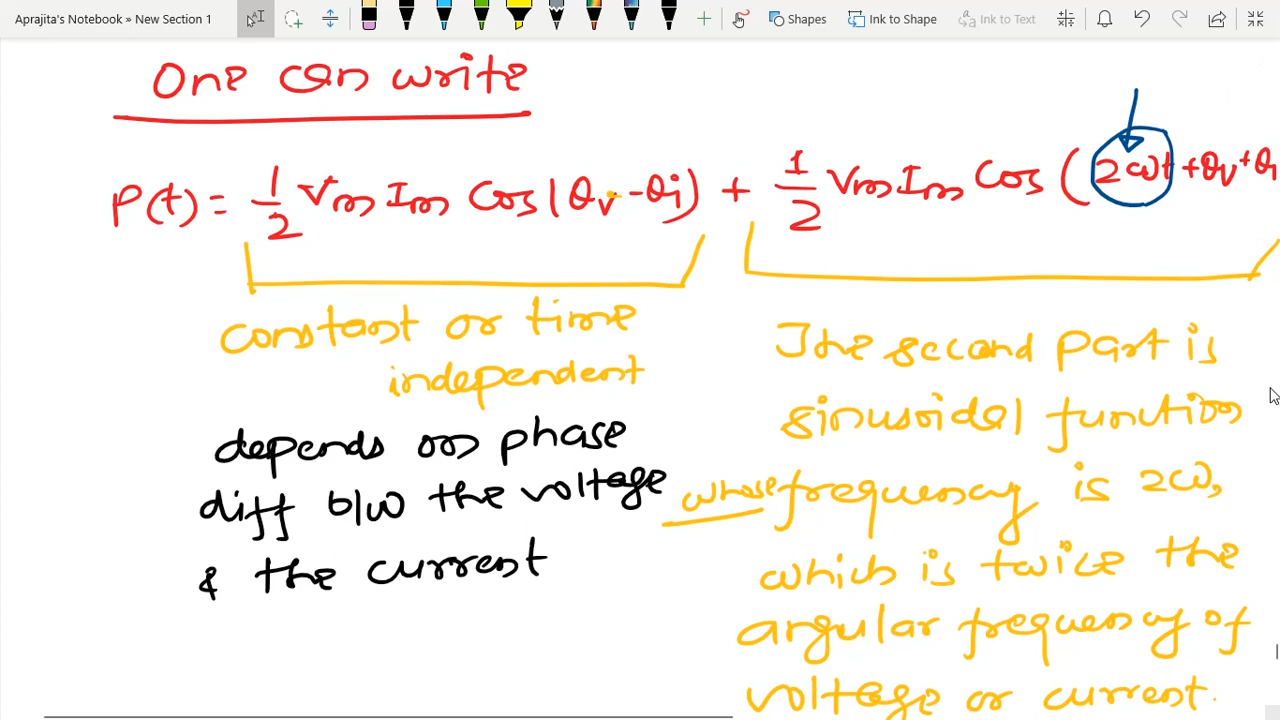 Aprajita's Notebook » New Section 1
Shapes
Ink to Shape
Ink to Text
One can write
P(t) = 1/2 Vm Im Cos(θv - θi) + 1/2 Vm Im Cos (2ωt + θv + θi
constant or time
independent
depends on phase
diff b/w the voltage
& the current
The second part is
sinusoidal function
whose frequency is 2ω,
which is twice the
angular frequency of
voltage or current.